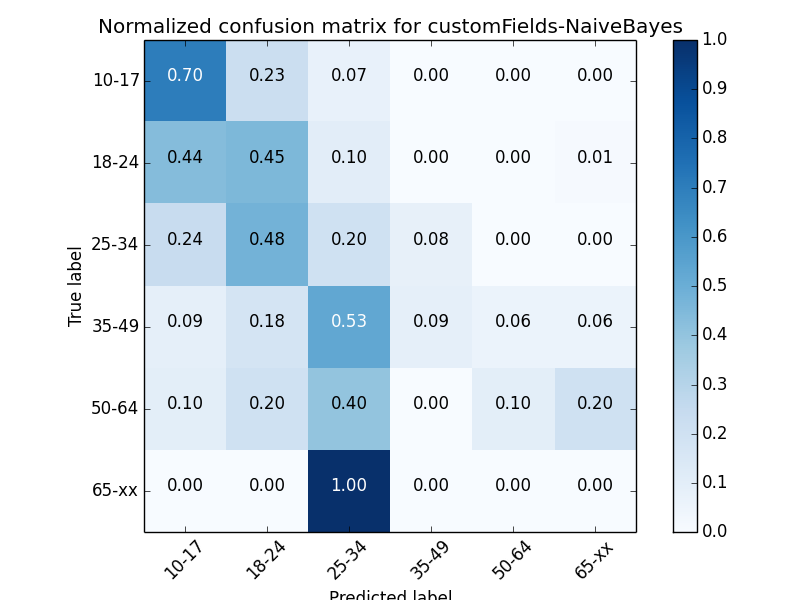 Normalized confusion matrix for customFields-NaiveBayes
10-17 0.70 0.23 0.07 0.00 0.00 0.00
18-24 0.44 0.45 0.10 0.00 0.00 0.01
25-34 0.24 0.48 0.20 0.08 0.00 0.00
35-49 0.09 0.18 0.53 0.09 0.06 0.06
50-64 0.10 0.20 0.40 0.00 0.10 0.20
65-xx 0.00 0.00 1.00 0.00 0.00 0.00
True label
10-17 18-24 25-34 35-49 50-64 65-xx
Predicted label
1.0
0.9
0.8
0.7
0.6
0.5
0.4
0.3
0.2
0.1
0.0